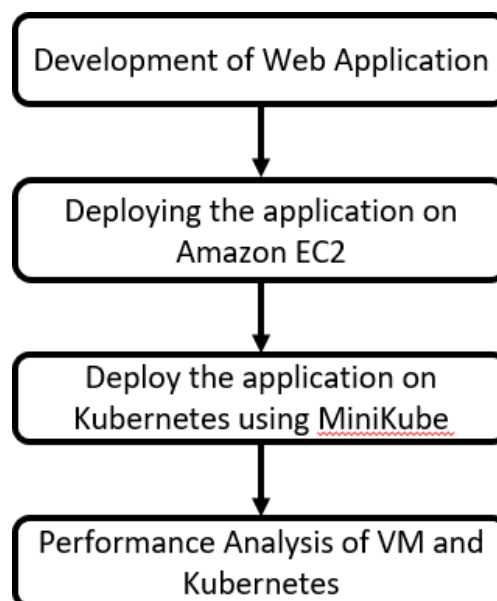 Development of Web Application
Deploying the application on
Amazon EC2
Deploy the application on
Kubernetes using MiniKube
Performance Analysis of VM and
Kubernetes